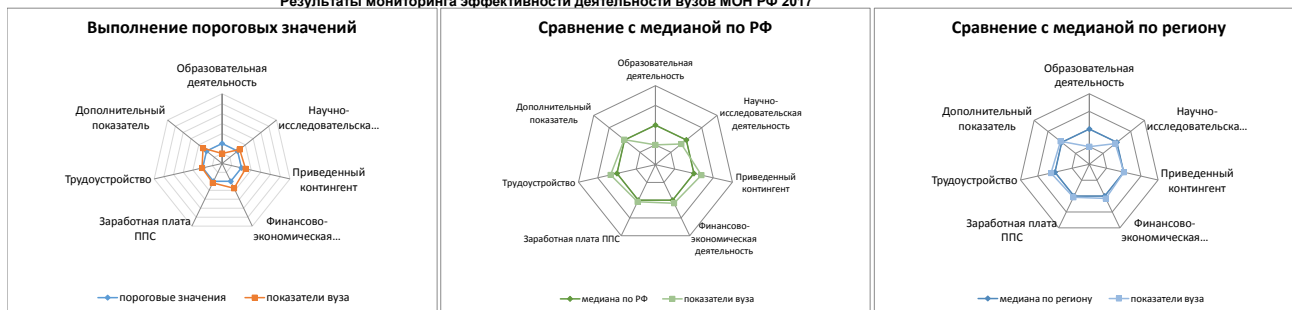 Результаты мониторинга эффективности деятельности вузов МОН РФ 2017
Выполнение пороговых значений
Образовательная
деятельность
Научно-
исследовательска...
Приведенный
контингент
Финансово-
экономическая...
Заработная плата
ППС
Трудоустройство
Дополнительный
показатель
пороговые значения
показатели вуза
Сравнение с медианой по РФ
Образовательная
деятельность
Научно-
исследовательская
деятельность
Приведенный
контингент
Финансово-
экономическая
деятельность
Заработная плата ППС
Трудоустройство
Дополнительный
показатель
медиана по РФ
показатели вуза
Сравнение с медианой по региону
Образовательная
деятельность
Научно-
исследовательска...
Приведенный
контингент
Финансово-
экономическая...
Заработная плата
ППС
Трудоустройство
Дополнительный
показатель
медиана по региону
показатели вуза